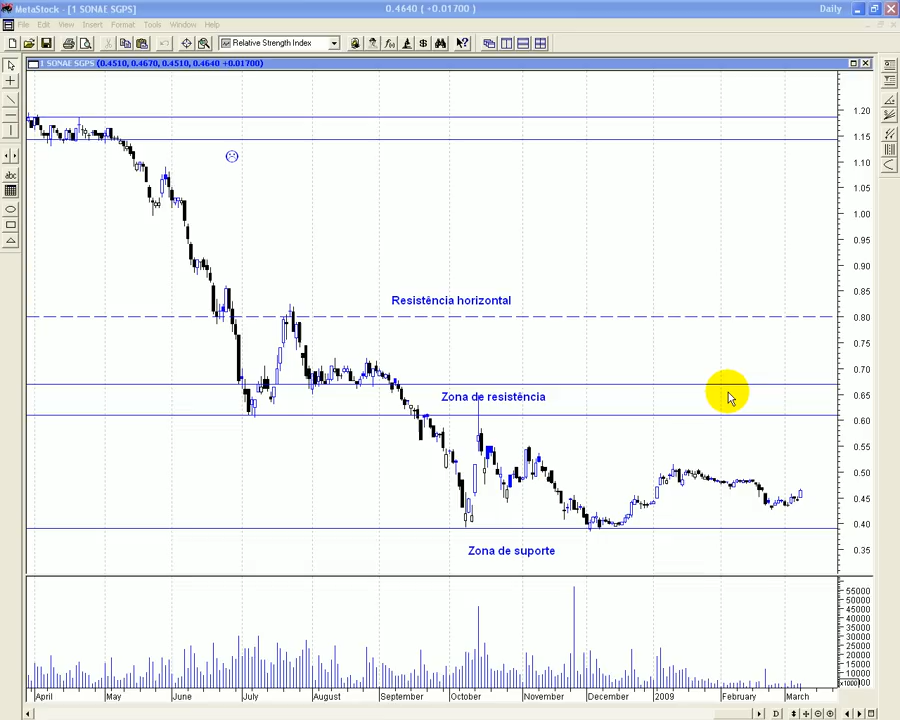 MetaStock - [1 SONAE SGPS]
0.4640 ( +0.01700)
Daily
File Edit View Insert Format Tools Window Help
Relative Strength Index
1 SONAE SGPS (0.4510, 0.4670, 0.4510, 0.4640 +0.01700)
1.20
1.15
1.10
1.05
1.00
0.95
0.90
0.85
Resistência horizontal
0.80
0.75
0.70
0.65
Zona de resistência
0.60
0.55
0.50
0.45
0.40
Zona de suporte
0.35
55000
50000
45000
40000
35000
30000
25000
20000
15000
10000
April May June July August September October November December 2009 February March
abc
D